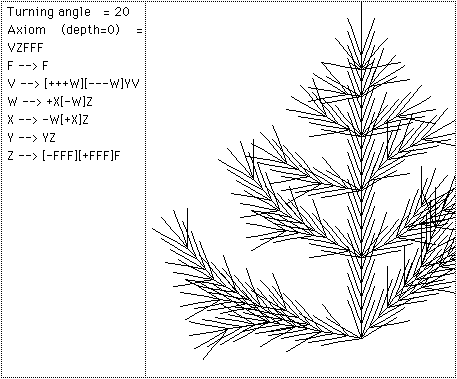 Turning angle = 20
Axiom (depth=0) =
VZFFF
F --> F
V --> [+++W][---W]YV
W --> +X[-W]Z
X --> -W[+X]Z
Y --> YZ
Z --> [-FFF][+FFF]F